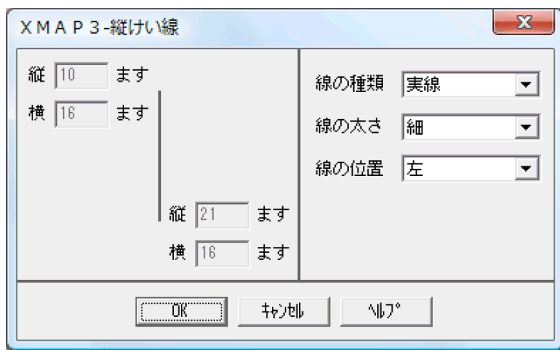 ＸＭＡＰ３-縦けい線
縦 10 ます
横 16 ます
縦 21 ます
横 16 ます
線の種類 実線
線の太さ 細
線の位置 左
OK ｷｬﾝｾﾙ ﾍﾙﾌﾟ